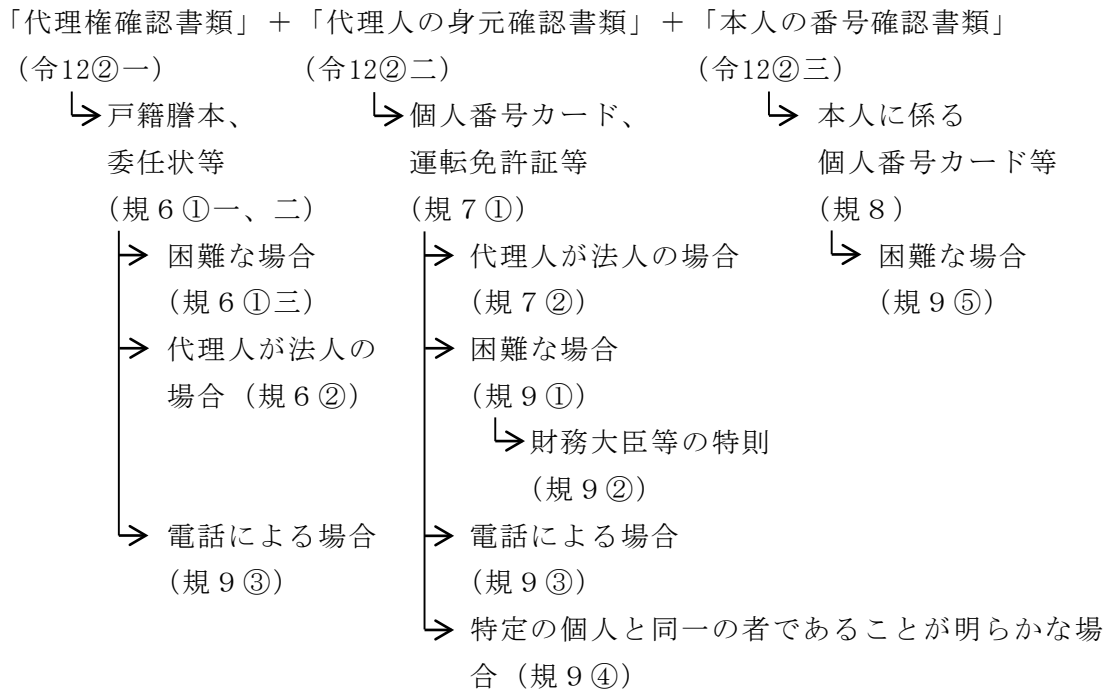 「代理権確認書類」＋「代理人の身元確認書類」＋「本人の番号確認書類」
（令12②一）　（令12②二）　（令12②三）
戸籍謄本、　個人番号カード、　本人に係る
委任状等　運転免許証等　個人番号カード等
（規６①一、二）　（規７①）　（規８）
困難な場合　代理人が法人の場合　困難な場合
（規６①三）　（規７②）　（規９⑤）
代理人が法人の　困難な場合
場合（規６②）　（規９①）
財務大臣等の特則
（規９②）
電話による場合　電話による場合
（規９③）　（規９③）
特定の個人と同一の者であることが明らかな場
合（規９④）